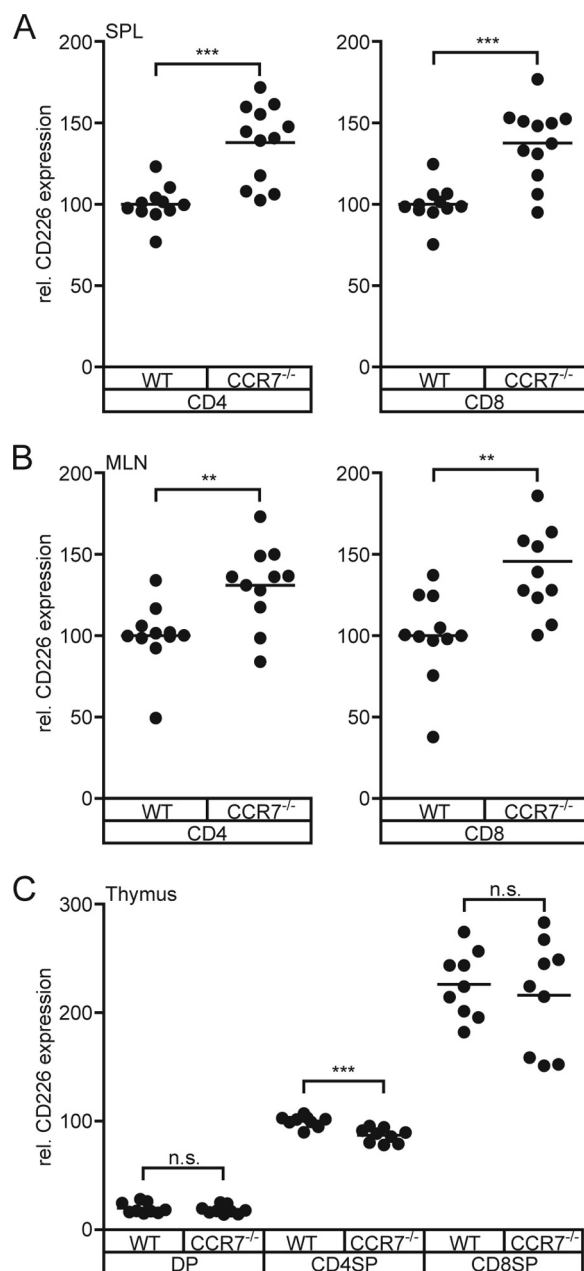 A
SPL
rel. CD226 expression
200
150
100
50
0
***
WT
CCR7-/-
CD4
200
150
100
50
0
***
WT
CCR7-/-
CD8
B
MLN
rel. CD226 expression
200
150
100
50
0
**
WT
CCR7-/-
CD4
200
150
100
50
0
**
WT
CCR7-/-
CD8
C
Thymus
rel. CD226 expression
300
200
100
0
n.s.
***
n.s.
WT CCR7-/- WT CCR7-/- WT CCR7-/-
DP CD4SP CD8SP